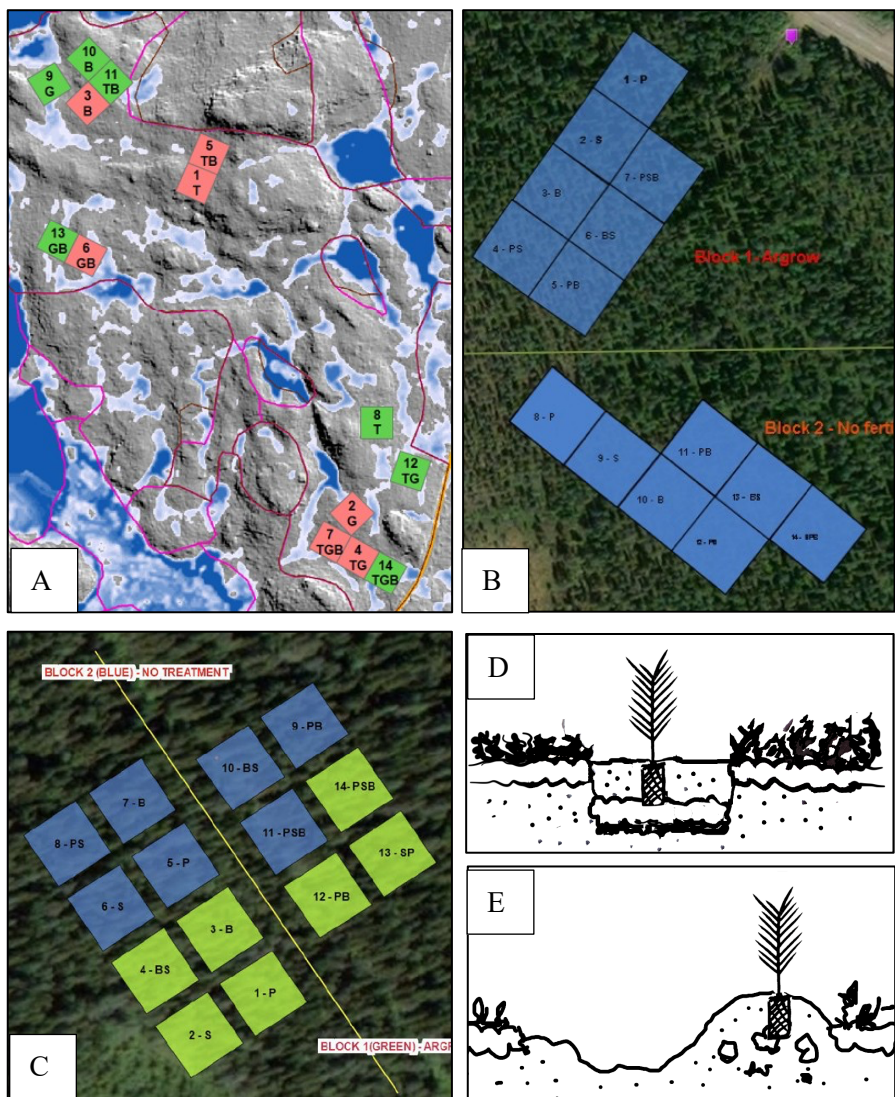 10
B
9
G
11
TB
3
B
5
TB
1
T
13
GB
6
GB
8
T
12
TG
2
G
7
TGB
4
TG
14
TGB
A
1 - P
2 - S
7 - PSB
3 - B
6 - BS
4 - PS
5 - PB
Block 1- Argrow
8 - P
Block 2 - No ferti
9 - S
11 - PB
10 - B
13 - BS
14 - SPB
B
BLOCK 2 (BLUE) - NO TREATMENT
9 - PB
10 - BS
7 - B
14- PSB
8 - PS
11 - PSB
5 - P
13 - SP
6 - S
12 - PB
3 - B
4 - BS
1 - P
2 - S
BLOCK 1(GREEN) - ARGR
C
D
E